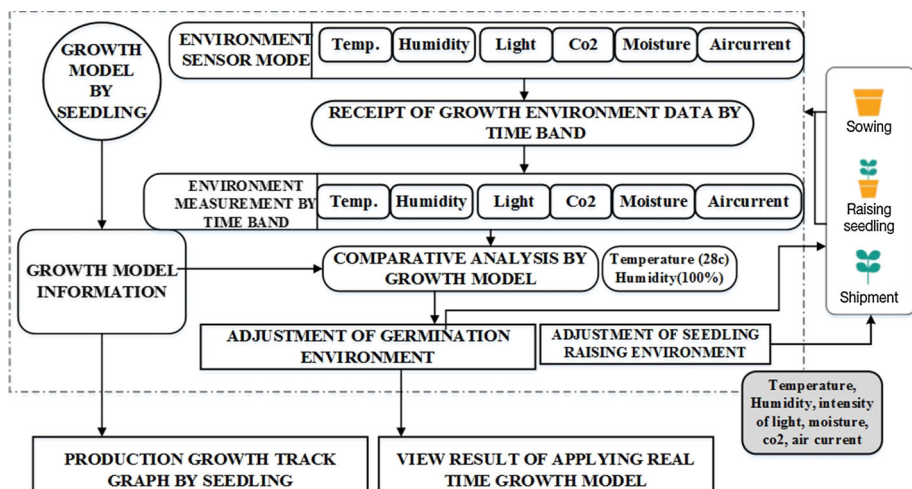 GROWTH
MODEL
BY
SEEDLING
ENVIRONMENT
SENSOR MODE
Temp.
Humidity
Light
Co2
Moisture
Aircurrent
RECEIPT OF GROWTH ENVIRONMENT DATA BY
TIME BAND
ENVIRONMENT
MEASUREMENT BY
TIME BAND
Temp.
Humidity
Light
Co2
Moisture
Aircurrent
GROWTH MODEL
INFORMATION
COMPARATIVE ANALYSIS BY
GROWTH MODEL
Temperature (28c)
Humidity(100%)
ADJUSTMENT OF GERMINATION
ENVIRONMENT
ADJUSTMENT OF SEEDLING
RAISING ENVIRONMENT
Sowing
Raising
seedling
Shipment
Temperature,
Humidity, intensity
of light, moisture,
co2, air current
PRODUCTION GROWTH TRACK
GRAPH BY SEEDLING
VIEW RESULT OF APPLYING REAL
TIME GROWTH MODEL